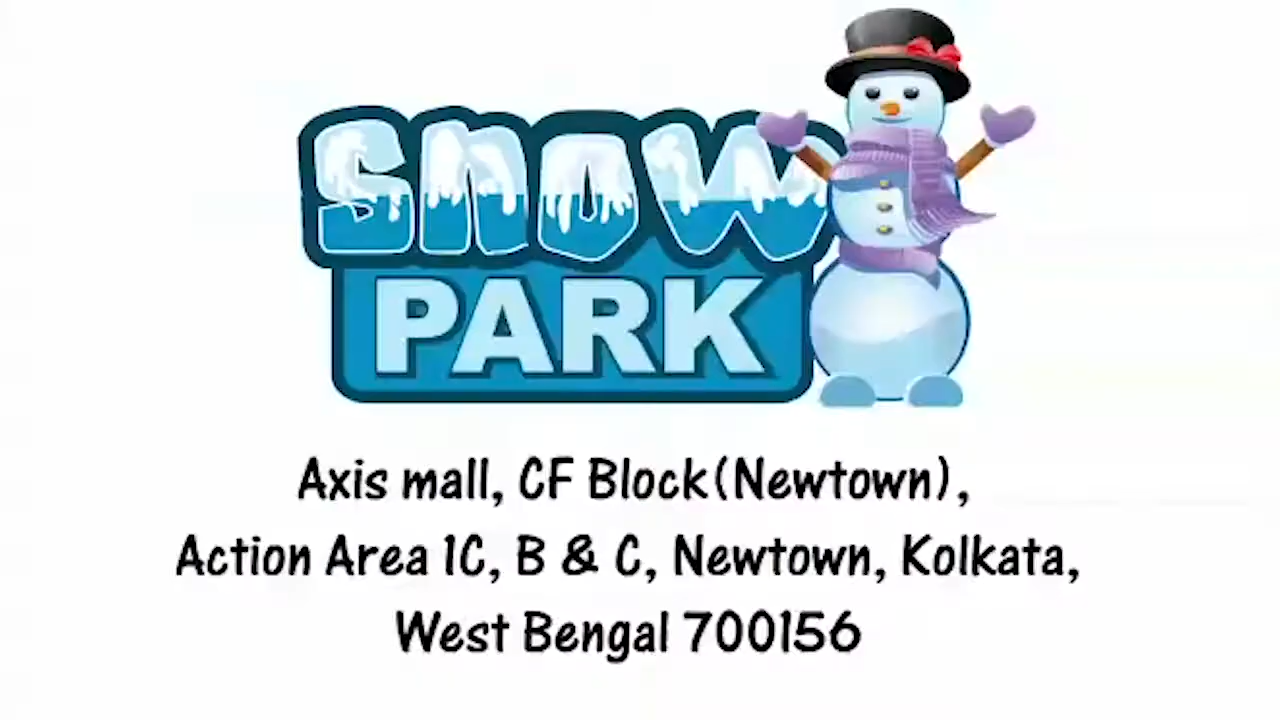 SNOW
PARK
Axis mall, CF Block(Newtown),
Action Area 1C, B & C, Newtown, Kolkata,
West Bengal 700156